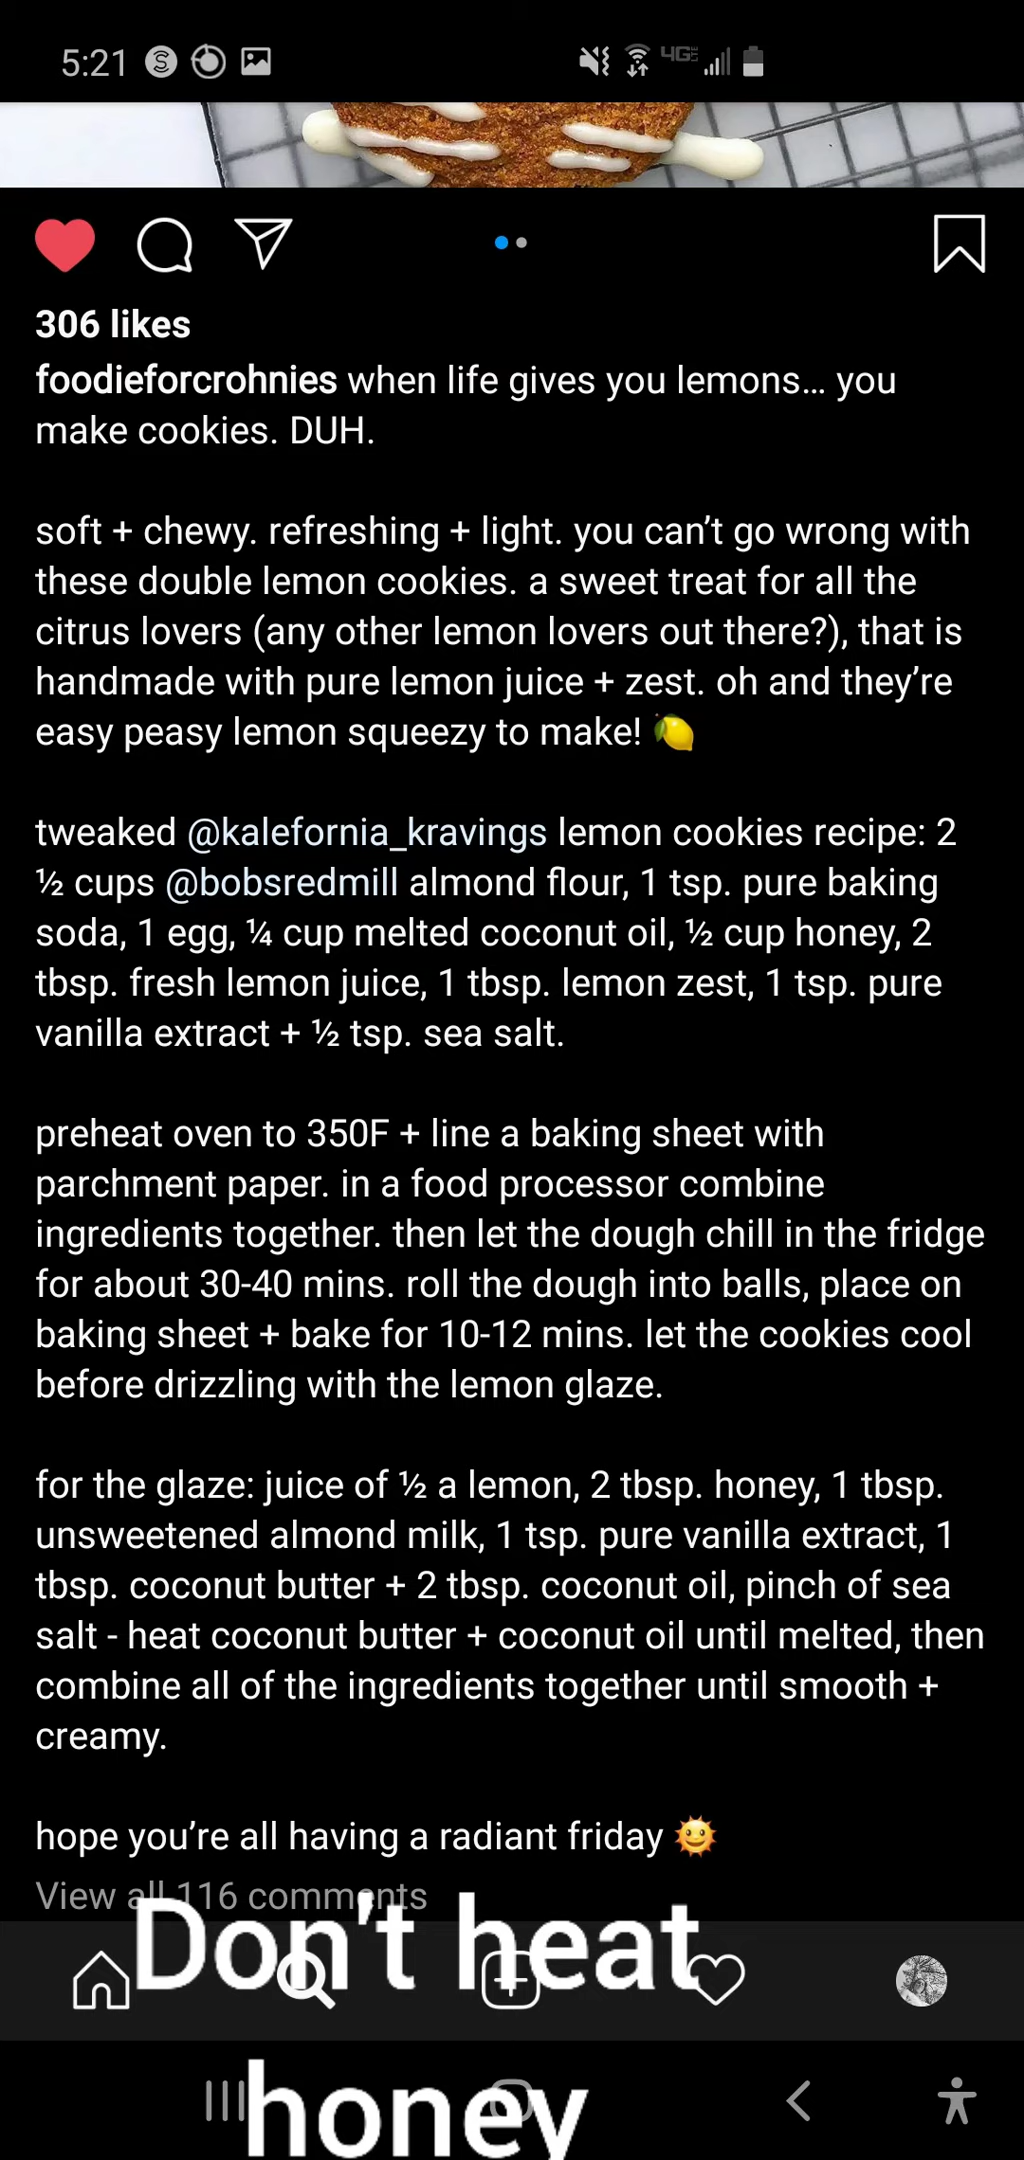 5:21
4G LTE
306 likes
foodieforcrohnies when life gives you lemons... you
make cookies. DUH.
soft + chewy. refreshing + light. you can’t go wrong with
these double lemon cookies. a sweet treat for all the
citrus lovers (any other lemon lovers out there?), that is
handmade with pure lemon juice + zest. oh and they’re
easy peasy lemon squeezy to make! 🍋
tweaked @kalefornia_kravings lemon cookies recipe: 2
½ cups @bobsredmill almond flour, 1 tsp. pure baking
soda, 1 egg, ¼ cup melted coconut oil, ½ cup honey, 2
tbsp. fresh lemon juice, 1 tbsp. lemon zest, 1 tsp. pure
vanilla extract + ½ tsp. sea salt.
preheat oven to 350F + line a baking sheet with
parchment paper. in a food processor combine
ingredients together. then let the dough chill in the fridge
for about 30-40 mins. roll the dough into balls, place on
baking sheet + bake for 10-12 mins. let the cookies cool
before drizzling with the lemon glaze.
for the glaze: juice of ½ a lemon, 2 tbsp. honey, 1 tbsp.
unsweetened almond milk, 1 tsp. pure vanilla extract, 1
tbsp. coconut butter + 2 tbsp. coconut oil, pinch of sea
salt - heat coconut butter + coconut oil until melted, then
combine all of the ingredients together until smooth +
creamy.
hope you’re all having a radiant friday 🌞
View all 116 comments
Don't heat
honey